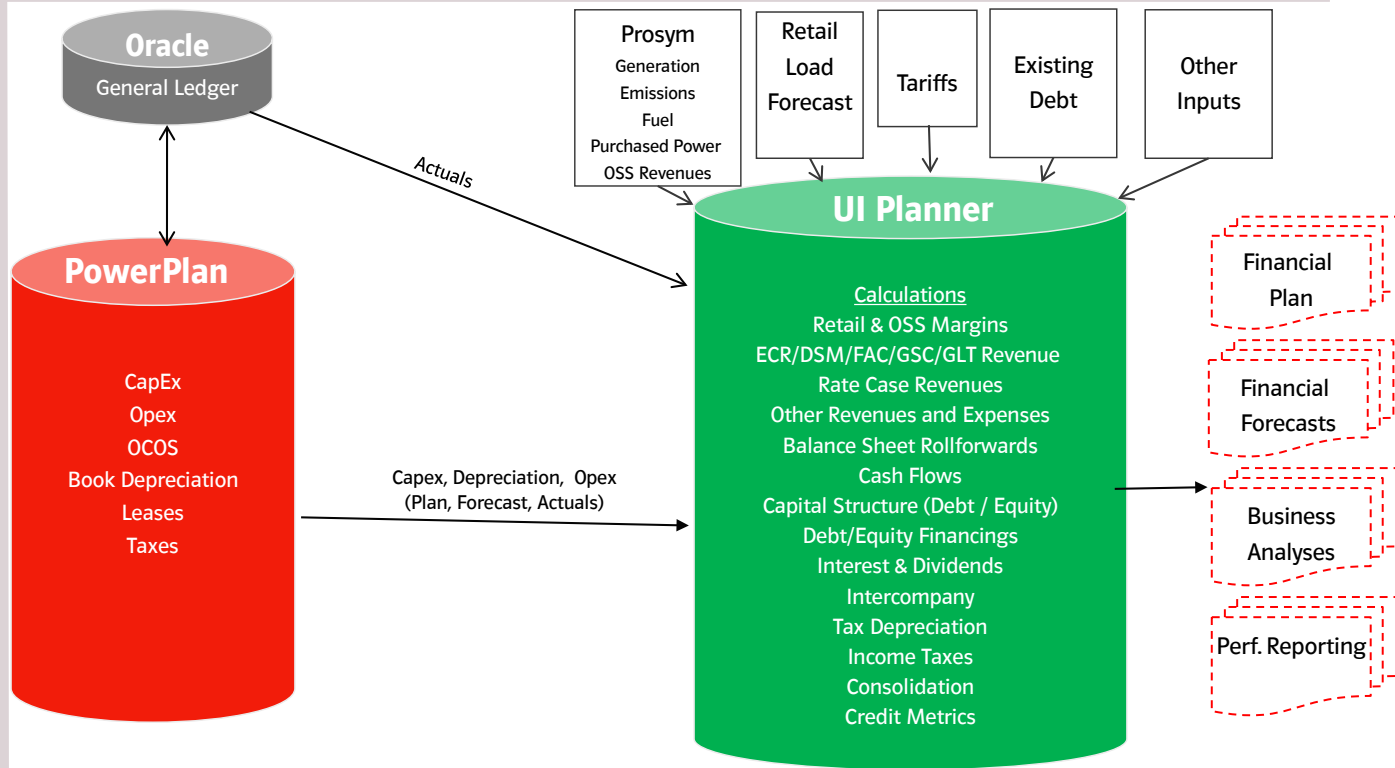 Oracle
General Ledger
Prosym
Generation
Emissions
Fuel
Purchased Power
OSS Revenues
Retail
Load
Forecast
Tariffs
Existing
Debt
Other
Inputs
Actuals
PowerPlan
CapEx
Opex
OCOS
Book Depreciation
Leases
Taxes
Capex, Depreciation, Opex
(Plan, Forecast, Actuals)
UI Planner
Calculations
Retail & OSS Margins
ECR/DSM/FAC/GSC/GLT Revenue
Rate Case Revenues
Other Revenues and Expenses
Balance Sheet Rollforwards
Cash Flows
Capital Structure (Debt / Equity)
Debt/Equity Financings
Interest & Dividends
Intercompany
Tax Depreciation
Income Taxes
Consolidation
Credit Metrics
Financial
Plan
Financial
Forecasts
Business
Analyses
Perf. Reporting